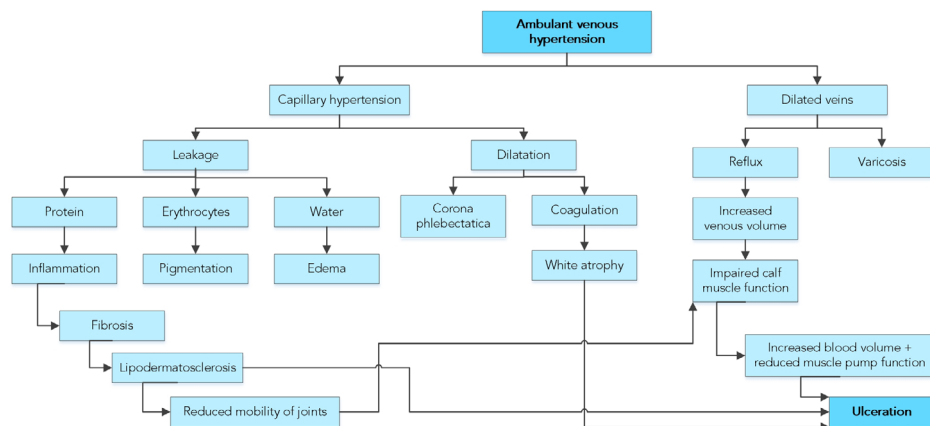 Ambulant venous
hypertension
Capillary hypertension
Dilated veins
Leakage
Dilatation
Reflux
Varicosis
Protein
Erythrocytes
Water
Corona
phlebectatica
Coagulation
Increased
venous volume
Inflammation
Pigmentation
Edema
White atrophy
Impaired calf
muscle function
Fibrosis
Lipodermatosclerosis
Increased blood volume +
reduced muscle pump function
Reduced mobility of joints
Ulceration